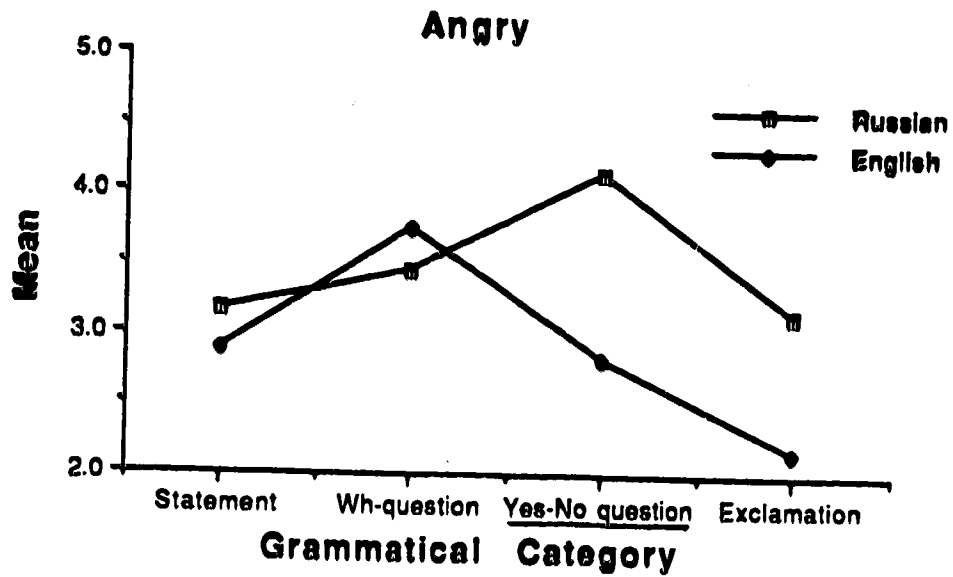 Angry
5.0
4.0
3.0
2.0
Mean
Russian
English
Statement Wh-question Yes-No question Exclamation
Grammatical Category